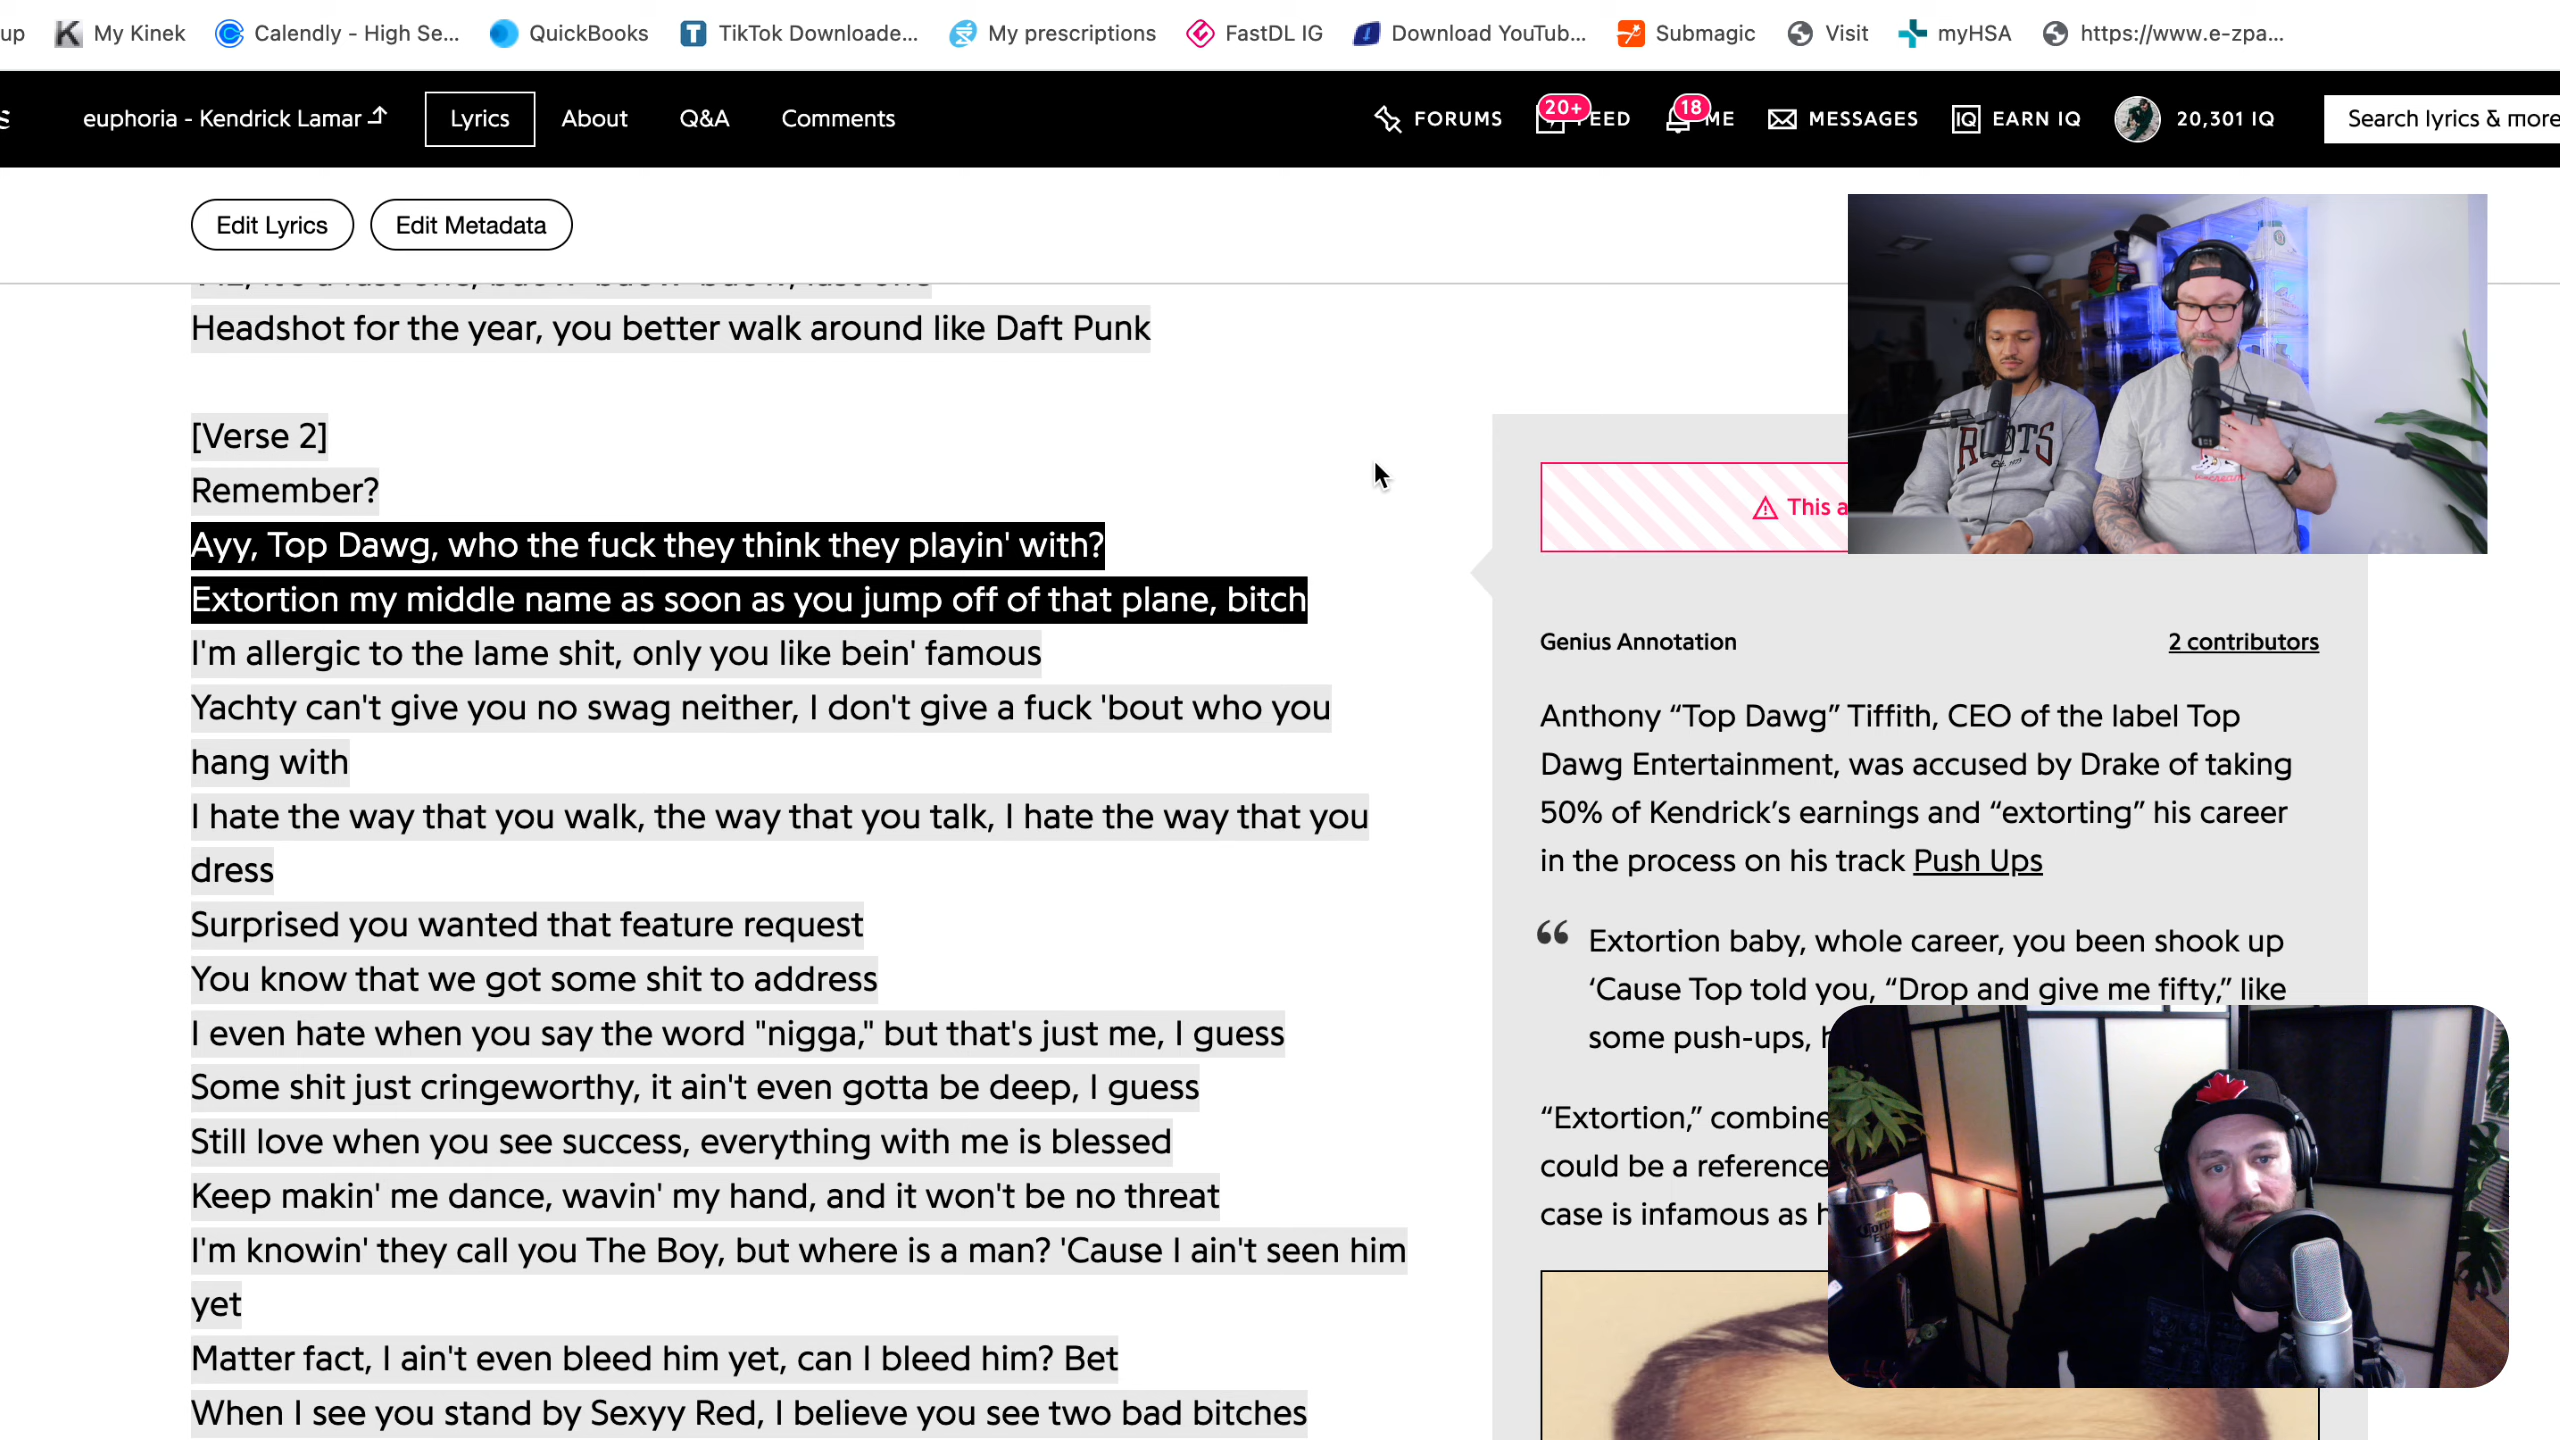 up My Kinek Calendly - High Se... QuickBooks TikTok Downloade... My prescriptions FastDL IG Download YouTub... Submagic Visit myHSA https://www.e-zpa...
s euphoria - Kendrick Lamar Lyrics About Q&A Comments FORUMS 20+ FEED 18 ME MESSAGES IQ EARN IQ 20,301 IQ Search lyrics & more
Edit Lyrics Edit Metadata
Headshot for the year, you better walk around like Daft Punk
[Verse 2]
Remember?
Ayy, Top Dawg, who the fuck they think they playin' with?
Extortion my middle name as soon as you jump off of that plane, bitch
I'm allergic to the lame shit, only you like bein' famous
Yachty can't give you no swag neither, I don't give a fuck 'bout who you
hang with
I hate the way that you walk, the way that you talk, I hate the way that you
dress
Surprised you wanted that feature request
You know that we got some shit to address
I even hate when you say the word "nigga," but that's just me, I guess
Some shit just cringeworthy, it ain't even gotta be deep, I guess
Still love when you see success, everything with me is blessed
Keep makin' me dance, wavin' my hand, and it won't be no threat
I'm knowin' they call you The Boy, but where is a man? 'Cause I ain't seen him
yet
Matter fact, I ain't even bleed him yet, can I bleed him? Bet
When I see you stand by Sexyy Red, I believe you see two bad bitches
This a
Genius Annotation 2 contributors
Anthony “Top Dawg” Tiffith, CEO of the label Top
Dawg Entertainment, was accused by Drake of taking
50% of Kendrick’s earnings and “extorting” his career
in the process on his track Push Ups
“ Extortion baby, whole career, you been shook up
‘Cause Top told you, “Drop and give me fifty,” like
some push-ups, h
“Extortion,” combine
could be a reference
case is infamous as h
ROOTS
icecream
Corona